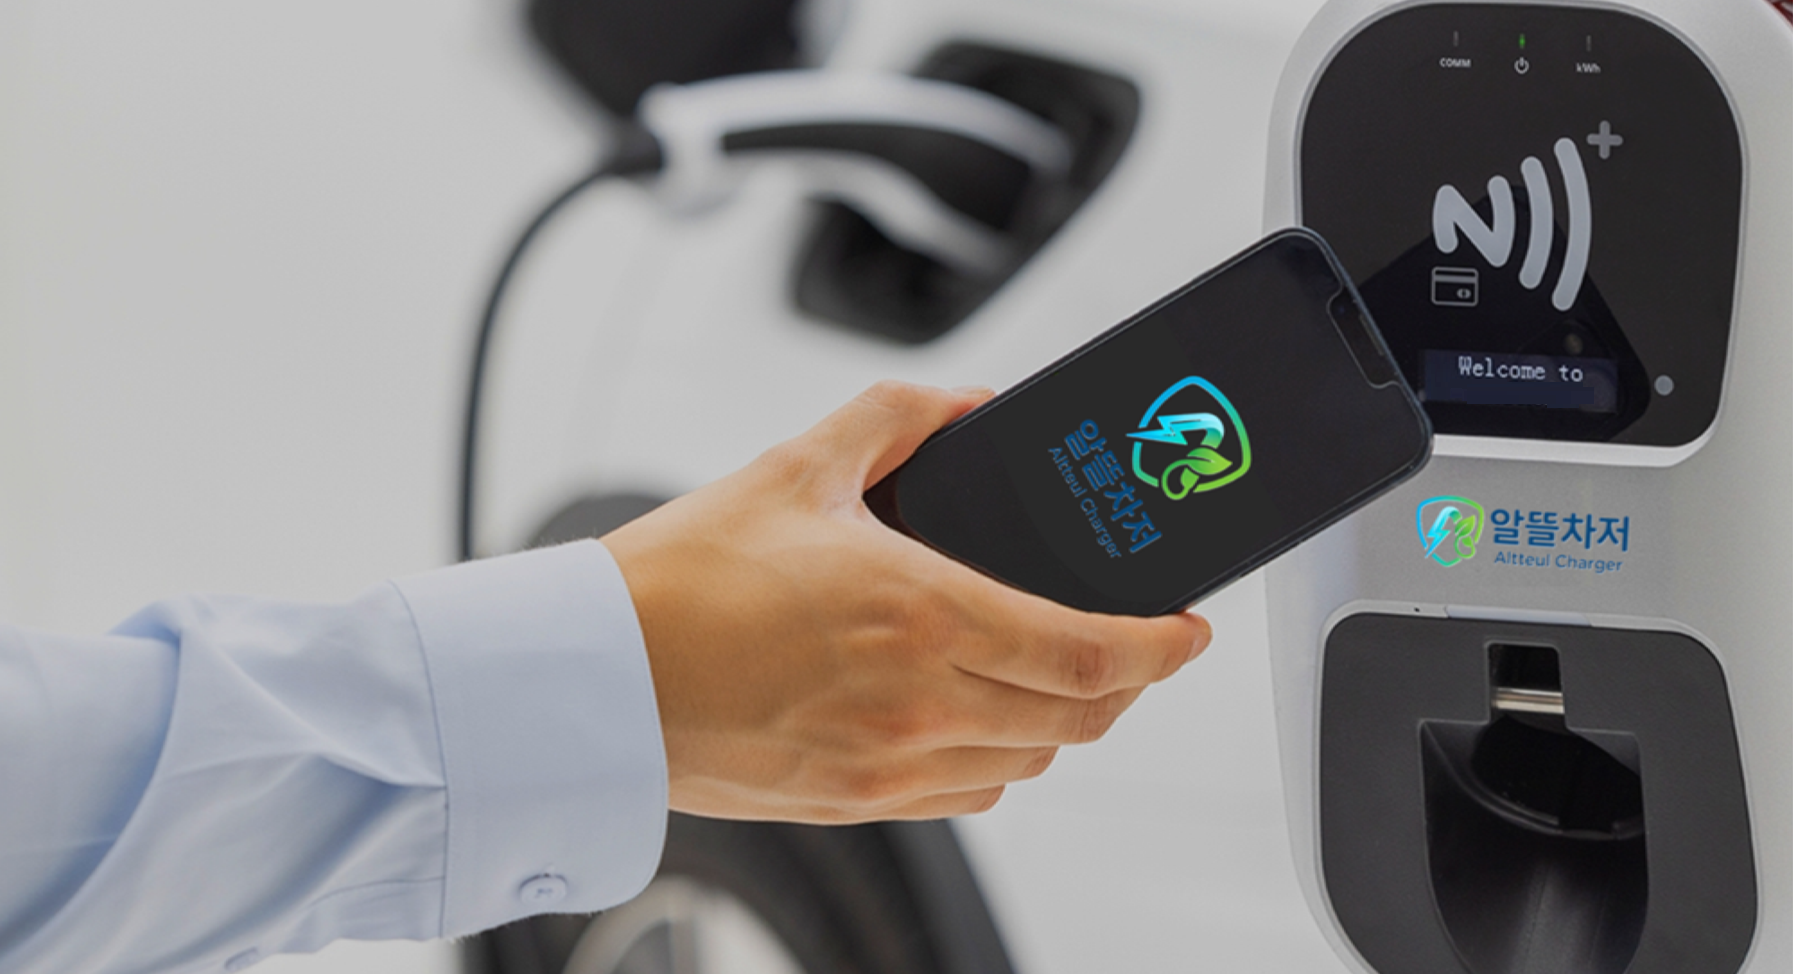 COMM
kWh
Welcome to
알뜰차저
Altteul Charger
알뜰차저
Altteul Charger